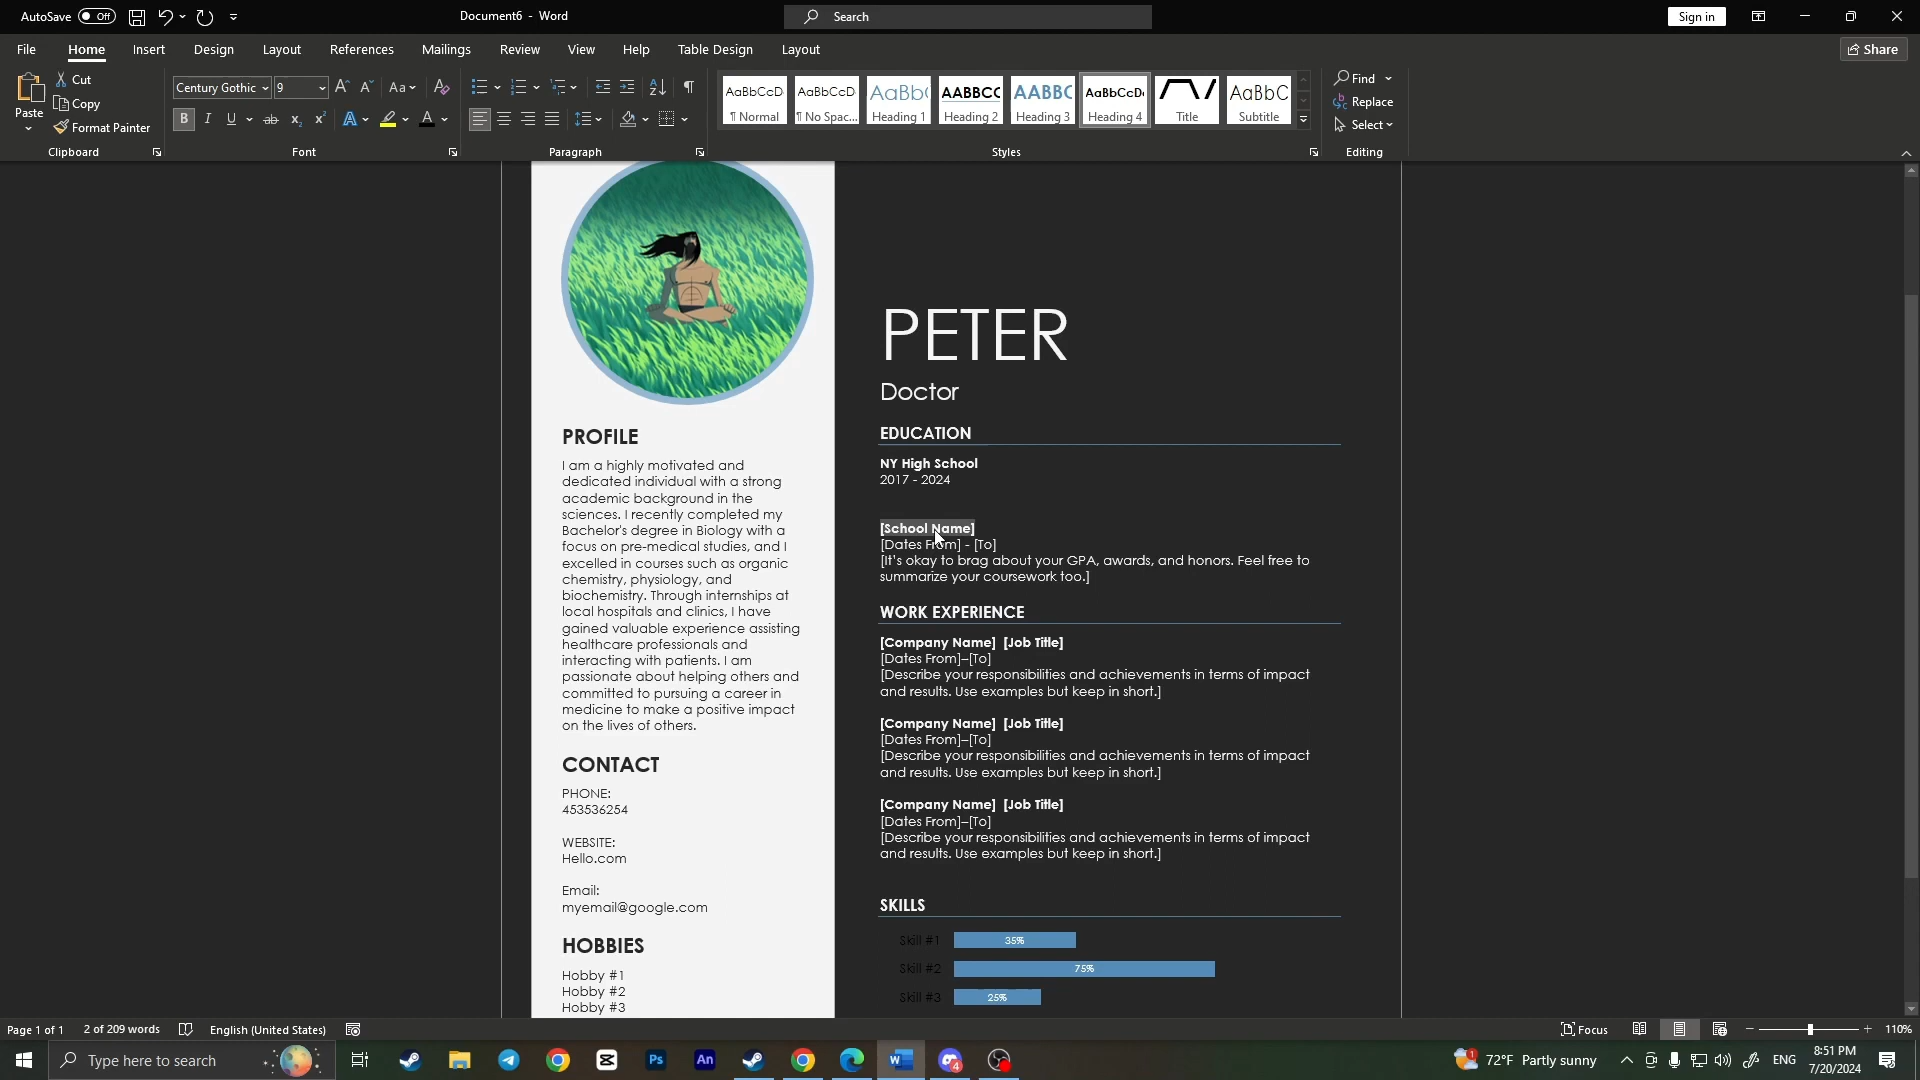 AutoSave Off Document6 - Word Search Sign in
File Home Insert Design Layout References Mailings Review View Help Table Design Layout Share
Paste Cut Copy Format Painter Clipboard
Century Gothic 9 Aa
B I U ab x₂ x² A A Font
Paragraph
AaBbCcDc ¶ Normal
AaBbCcDc ¶ No Spac...
AaBb( Heading 1
AABBCC Heading 2
AABBC Heading 3
AaBbCcDc Heading 4
Title
AaBbC Subtitle
Styles
Find Replace Select Editing
PROFILE
I am a highly motivated and
dedicated individual with a strong
academic background in the
sciences. I recently completed my
Bachelor's degree in Biology with a
focus on pre-medical studies, and I
excelled in courses such as organic
chemistry, physiology, and
biochemistry. Through internships at
local hospitals and clinics, I have
gained valuable experience assisting
healthcare professionals and
interacting with patients. I am
passionate about helping others and
committed to pursuing a career in
medicine to make a positive impact
on the lives of others.
CONTACT
PHONE:
453536254
WEBSITE:
Hello.com
Email:
myemail@google.com
HOBBIES
Hobby #1
Hobby #2
Hobby #3
PETER
Doctor
EDUCATION
NY High School
2017 - 2024
[School Name]
[Dates From] - [To]
[It's okay to brag about your GPA, awards, and honors. Feel free to
summarize your coursework too.]
WORK EXPERIENCE
[Company Name] [Job Title]
[Dates From]–[To]
[Describe your responsibilities and achievements in terms of impact
and results. Use examples but keep in short.]
[Company Name] [Job Title]
[Dates From]–[To]
[Describe your responsibilities and achievements in terms of impact
and results. Use examples but keep in short.]
[Company Name] [Job Title]
[Dates From]–[To]
[Describe your responsibilities and achievements in terms of impact
and results. Use examples but keep in short.]
SKILLS
Skill #1 35%
Skill #2 75%
Skill #3 25%
Page 1 of 1 2 of 209 words English (United States) Focus 110%
Type here to search Ps An 4 1 72°F Partly sunny ENG 8:51 PM
7/20/2024